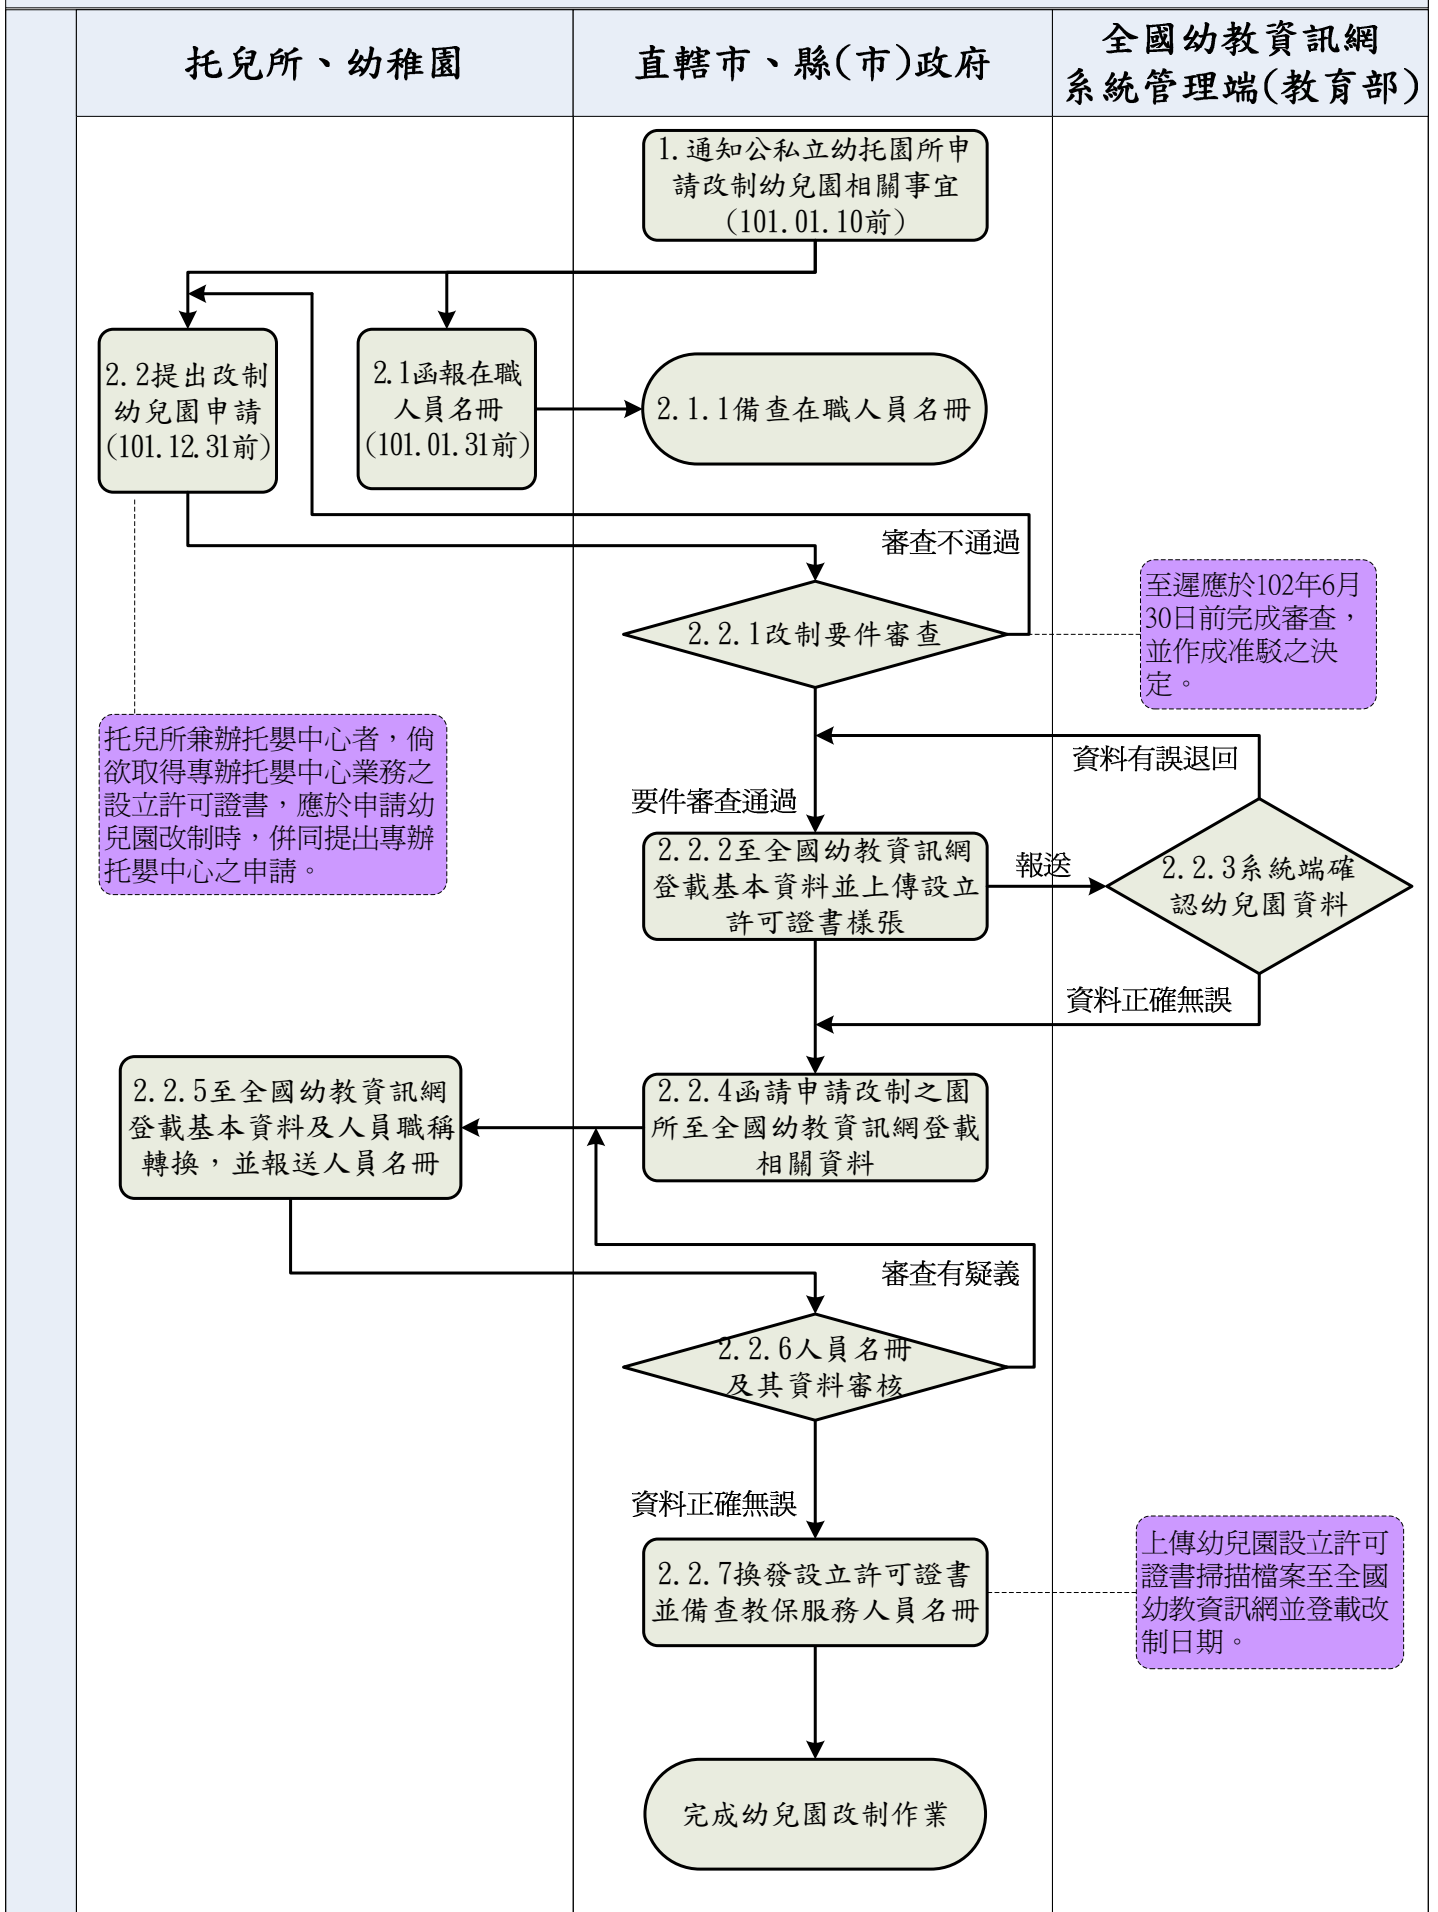 托兒所、幼稚園
直轄市、縣(市)政府
全國幼教資訊網
系統管理端(教育部)
1.通知公私立幼托園所申
請改制幼兒園相關事宜
(101.01.10前)
2.2提出改制
幼兒園申請
(101.12.31前)
2.1函報在職
人員名冊
(101.01.31前)
2.1.1備查在職人員名冊
審查不通過
2.2.1改制要件審查
至遲應於102年6月
30日前完成審查，
並作成准駁之決
定。
托兒所兼辦托嬰中心者，倘
欲取得專辦托嬰中心業務之
設立許可證書，應於申請幼
兒園改制時，併同提出專辦
托嬰中心之申請。
資料有誤退回
要件審查通過
2.2.2至全國幼教資訊網
登載基本資料並上傳設立
許可證書樣張
報送
2.2.3系統端確
認幼兒園資料
資料正確無誤
2.2.5至全國幼教資訊網
登載基本資料及人員職稱
轉換，並報送人員名冊
2.2.4函請申請改制之園
所至全國幼教資訊網登載
相關資料
審查有疑義
2.2.6人員名冊
及其資料審核
資料正確無誤
2.2.7換發設立許可證書
並備查教保服務人員名冊
上傳幼兒園設立許可
證書掃描檔案至全國
幼教資訊網並登載改
制日期。
完成幼兒園改制作業